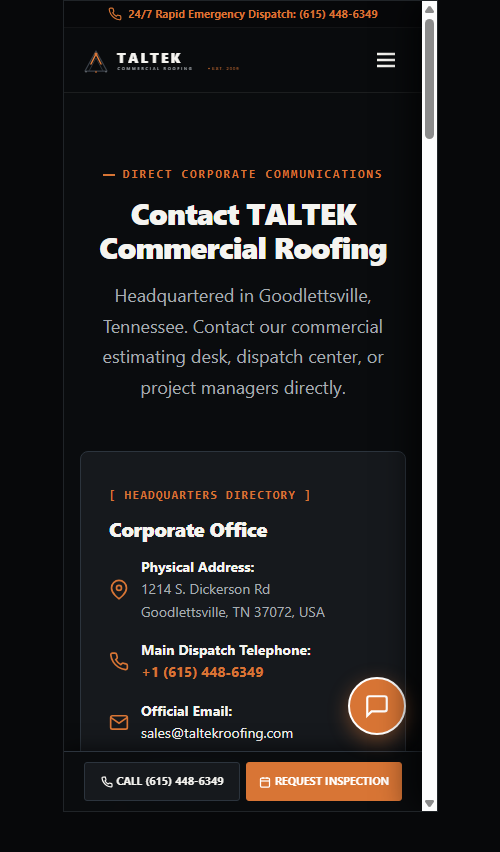 24/7 Rapid Emergency Dispatch: (615) 448-6349
TALTEK
COMMERCIAL ROOFING
— DIRECT CORPORATE COMMUNICATIONS
Contact TALTEK
Commercial Roofing
Headquartered in Goodlettsville,
Tennessee. Contact our commercial
estimating desk, dispatch center, or
project managers directly.
[ HEADQUARTERS DIRECTORY ]
Corporate Office
Physical Address:
1214 S. Dickerson Rd
Goodlettsville, TN 37072, USA
Main Dispatch Telephone:
+1 (615) 448-6349
Official Email:
sales@taltekroofing.com
CALL (615) 448-6349
REQUEST INSPECTION